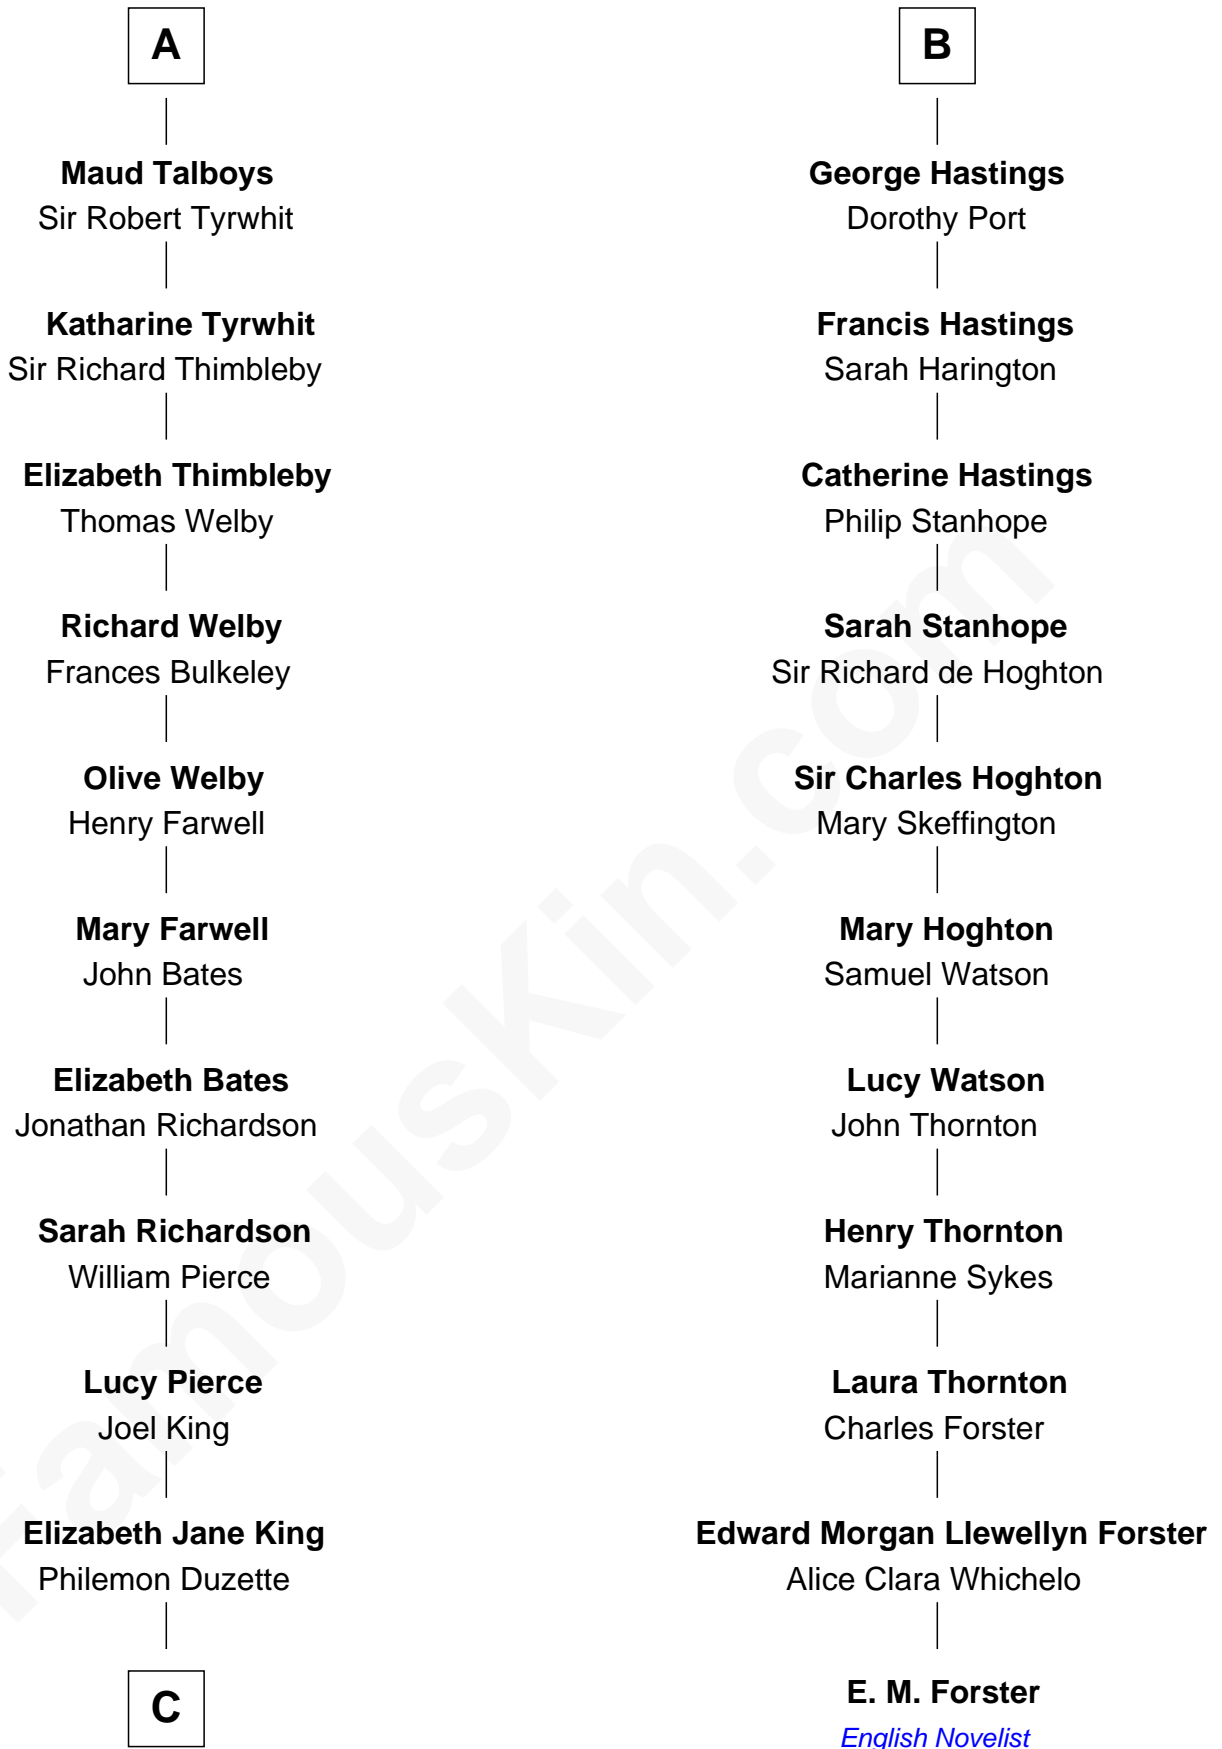 A
Maud Talboys
Sir Robert Tyrwhit
Katharine Tyrwhit
Sir Richard Thimbleby
Elizabeth Thimbleby
Thomas Welby
Richard Welby
Frances Bulkeley
Olive Welby
Henry Farwell
Mary Farwell
John Bates
Elizabeth Bates
Jonathan Richardson
Sarah Richardson
William Pierce
Lucy Pierce
Joel King
Elizabeth Jane King
Philemon Duzette
C
B
George Hastings
Dorothy Port
Francis Hastings
Sarah Harington
Catherine Hastings
Philip Stanhope
Sarah Stanhope
Sir Richard de Hoghton
Sir Charles Hoghton
Mary Skeffington
Mary Hoghton
Samuel Watson
Lucy Watson
John Thornton
Henry Thornton
Marianne Sykes
Laura Thornton
Charles Forster
Edward Morgan Llewellyn Forster
Alice Clara Whichelo
E. M. Forster
English Novelist
FamousKin.com